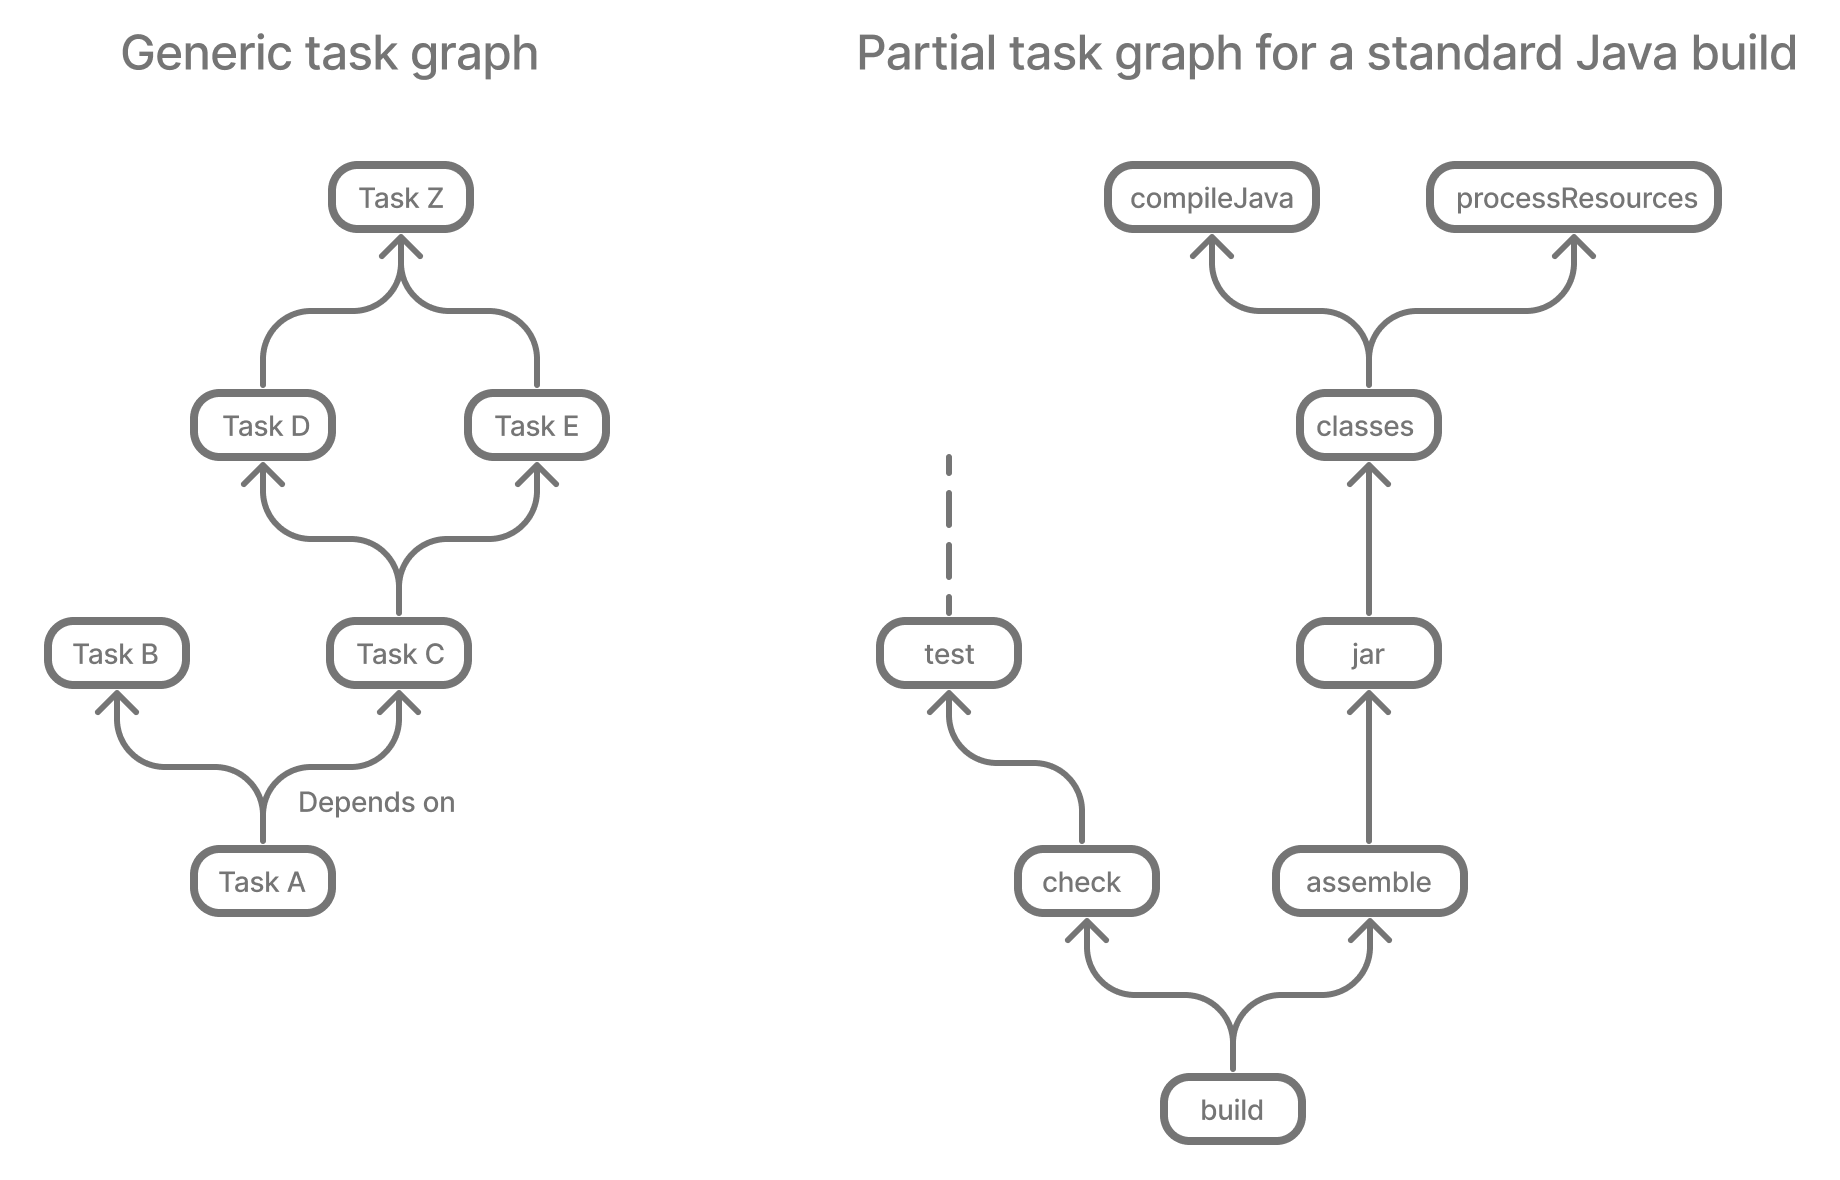 Generic task graph
Task Z
Task D
Task E
Task B
Task C
Depends on
Task A
Partial task graph for a standard Java build
compileJava
processResources
classes
test
jar
check
assemble
build